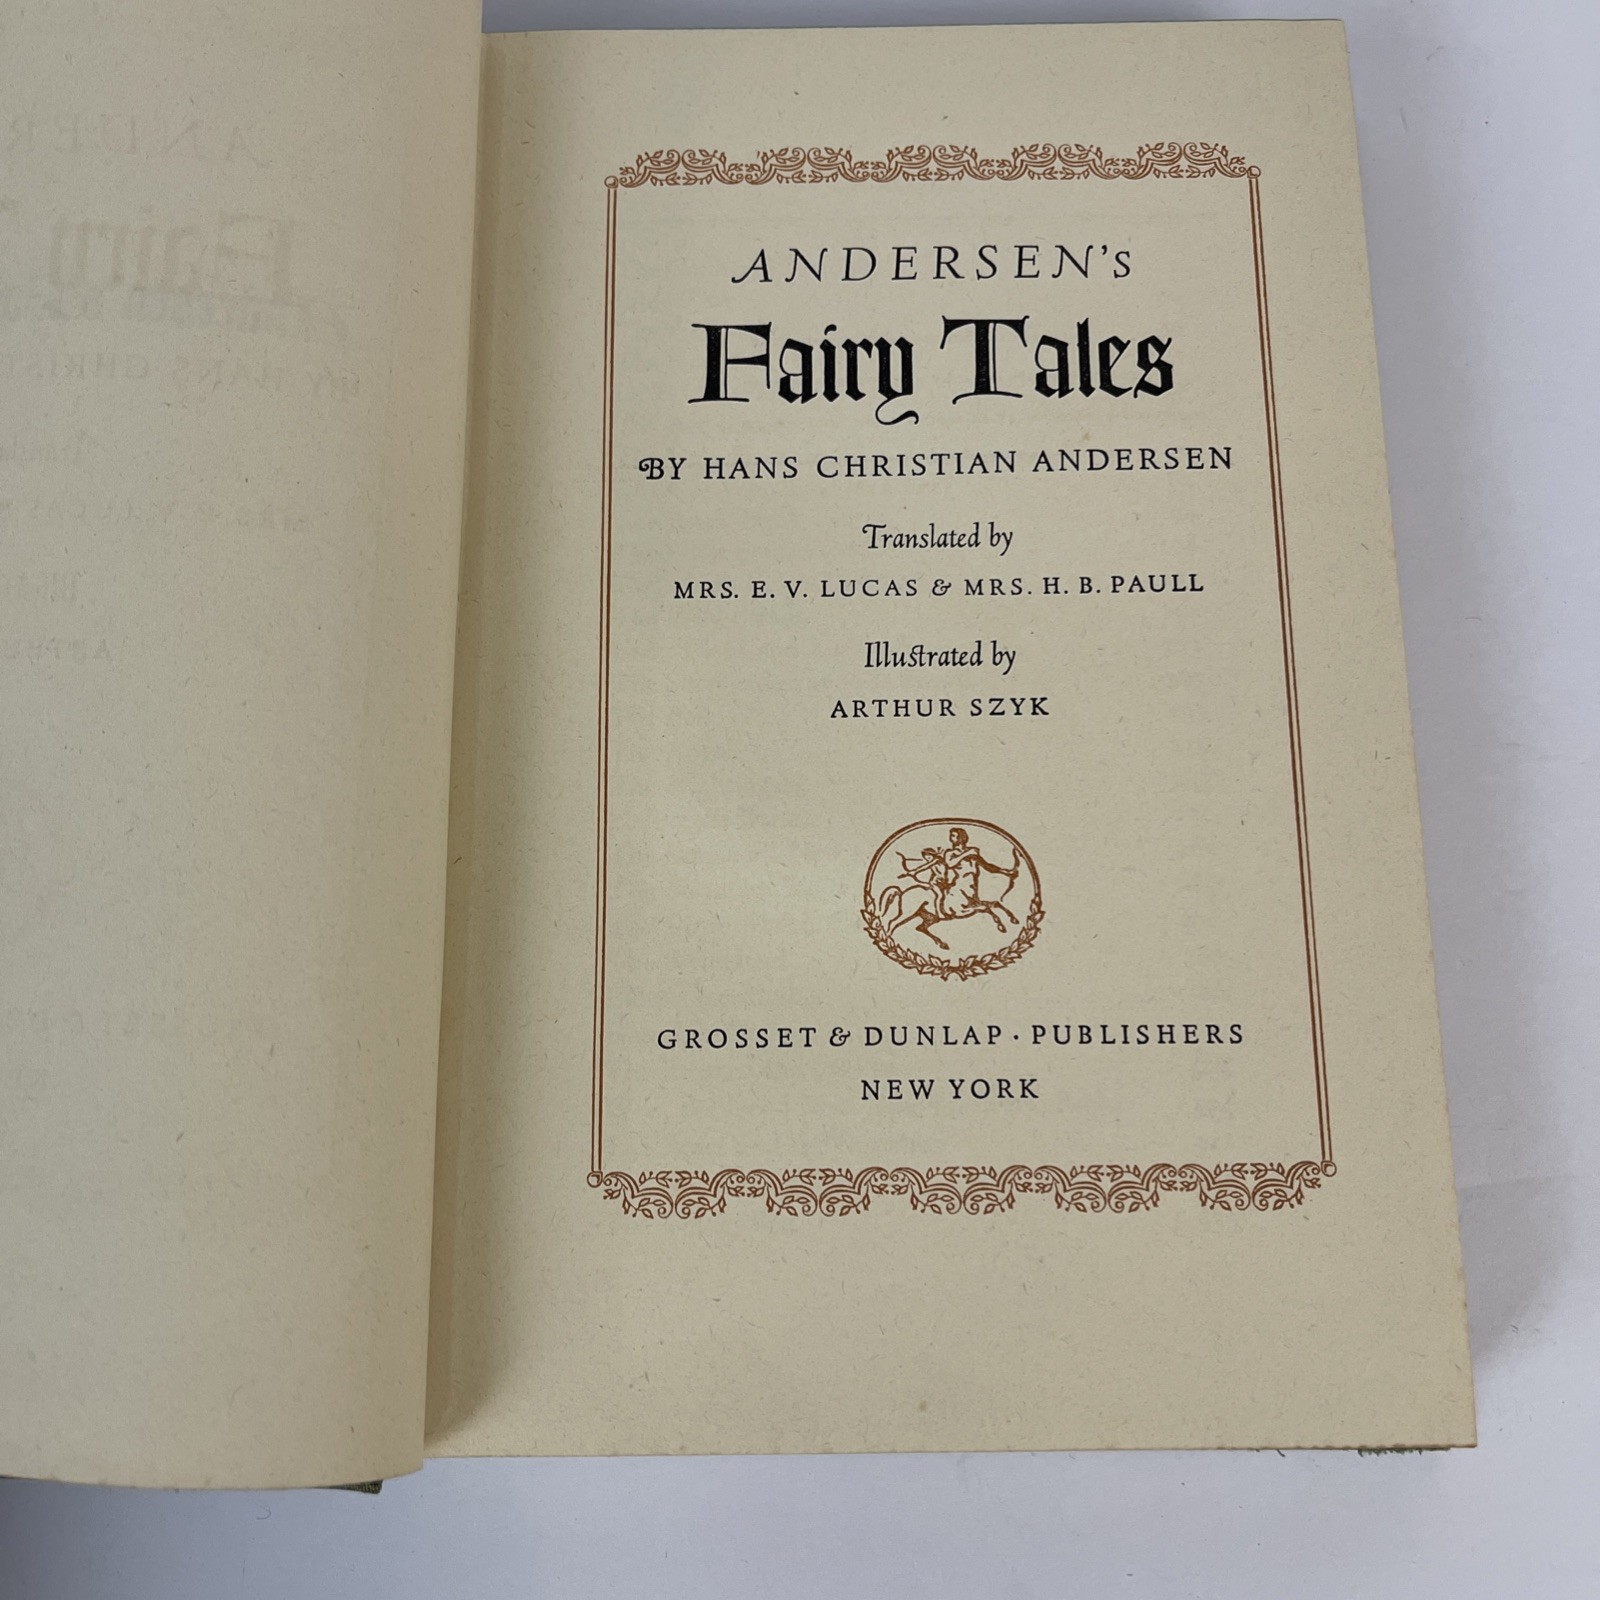 ANDERSEN's
Fairy Tales
BY HANS CHRISTIAN ANDERSEN
Translated by
MRS. E. V. LUCAS & MRS. H. B. PAULL
Illustrated by
ARTHUR SZYK
GROSSET & DUNLAP · PUBLISHERS
NEW YORK